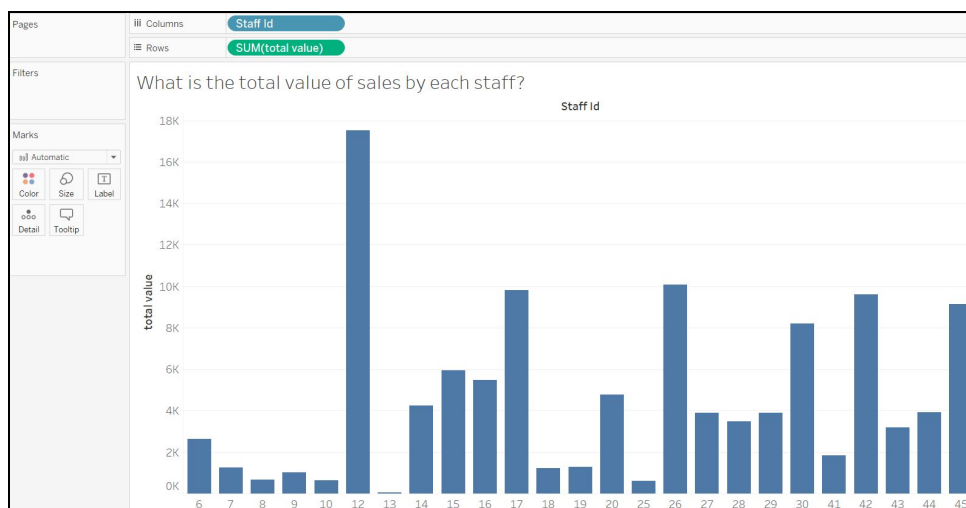 Pages
Columns
Staff Id
Rows
SUM(total value)
Filters
What is the total value of sales by each staff?
Staff Id
Marks
Automatic
Color Size Label
Detail Tooltip
total value
18K
16K
14K
12K
10K
8K
6K
4K
2K
0K
6 7 8 9 10 12 13 14 15 16 17 18 19 20 25 26 27 28 29 30 41 42 43 44 45